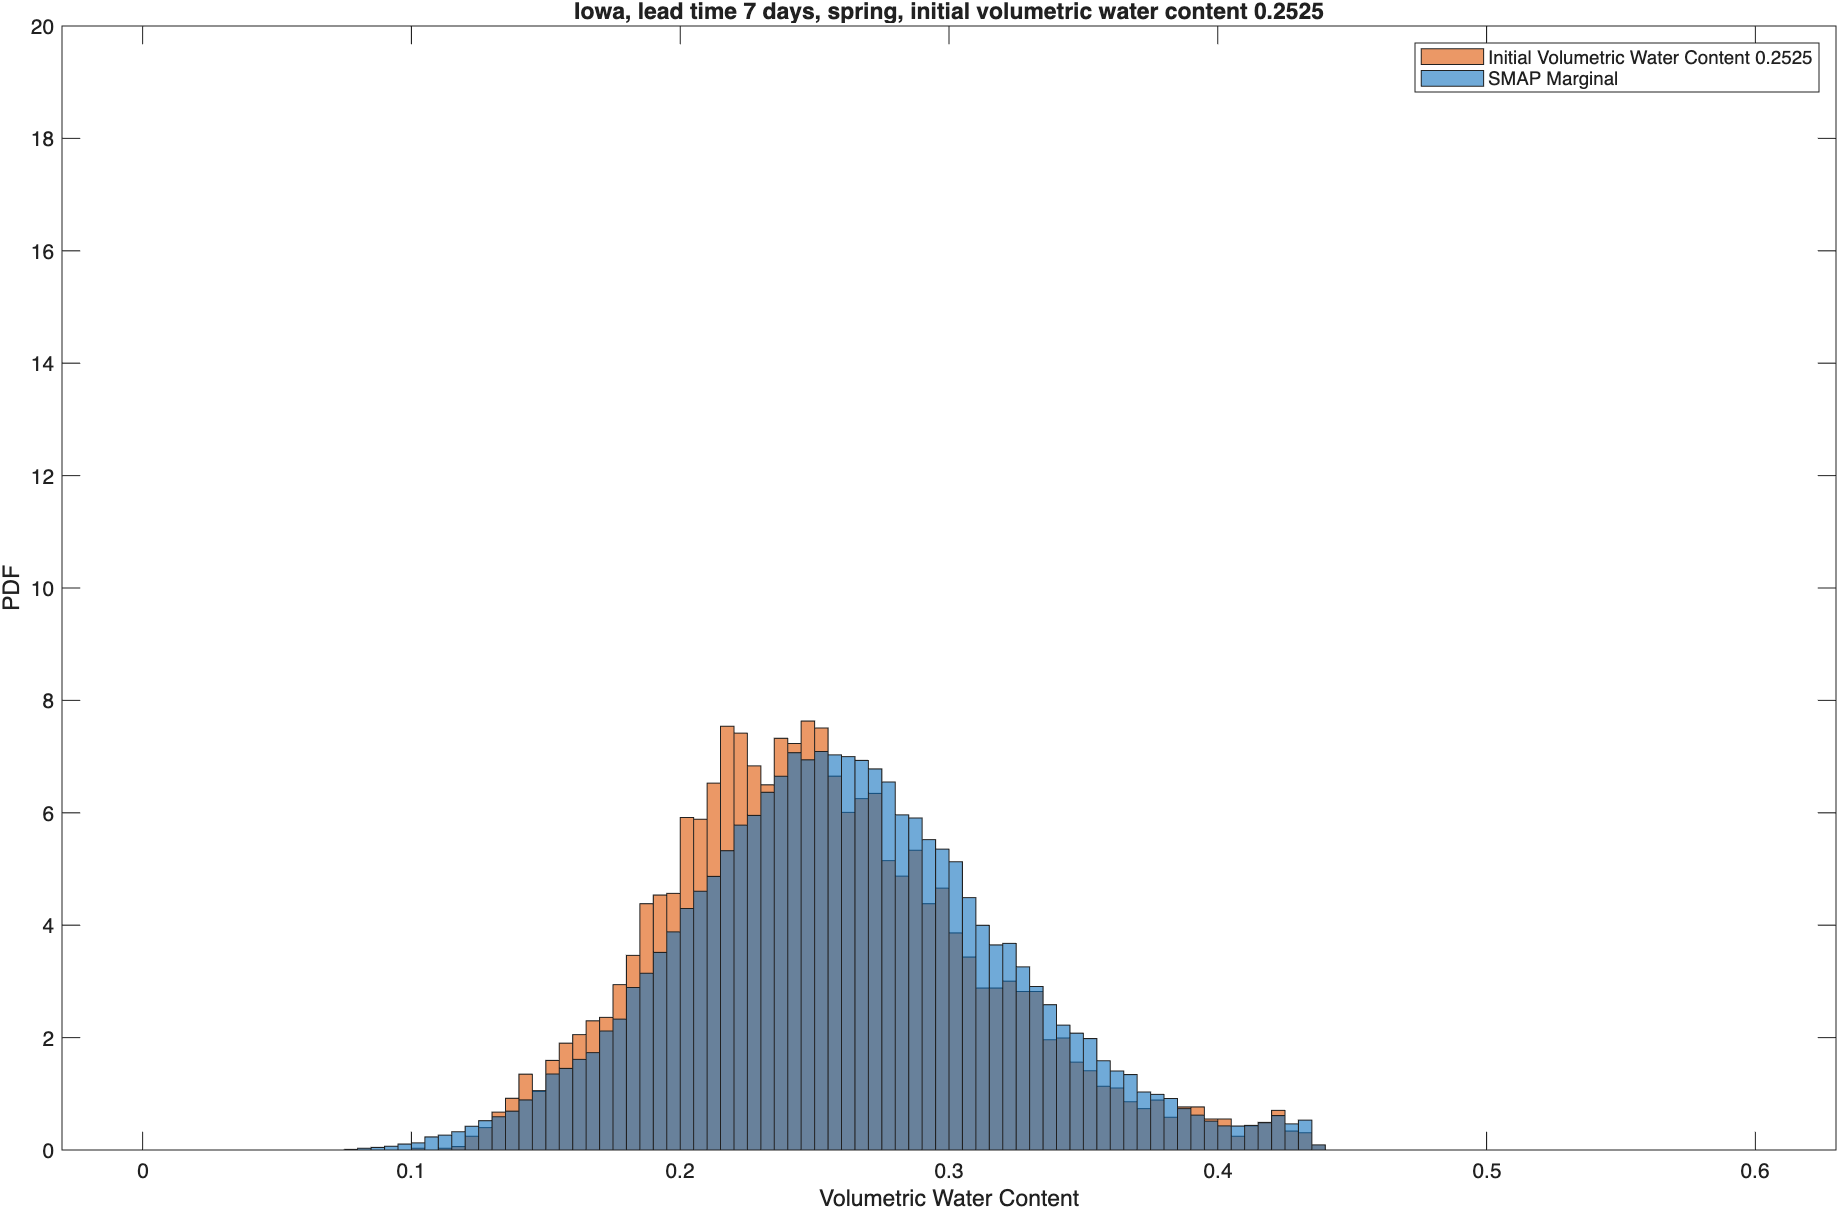 Iowa, lead time 7 days, spring, initial volumetric water content 0.2525
20
18
16
14
12
10
8
6
4
2
0
PDF
Initial Volumetric Water Content 0.2525
SMAP Marginal
0 0.1 0.2 0.3 0.4 0.5 0.6
Volumetric Water Content